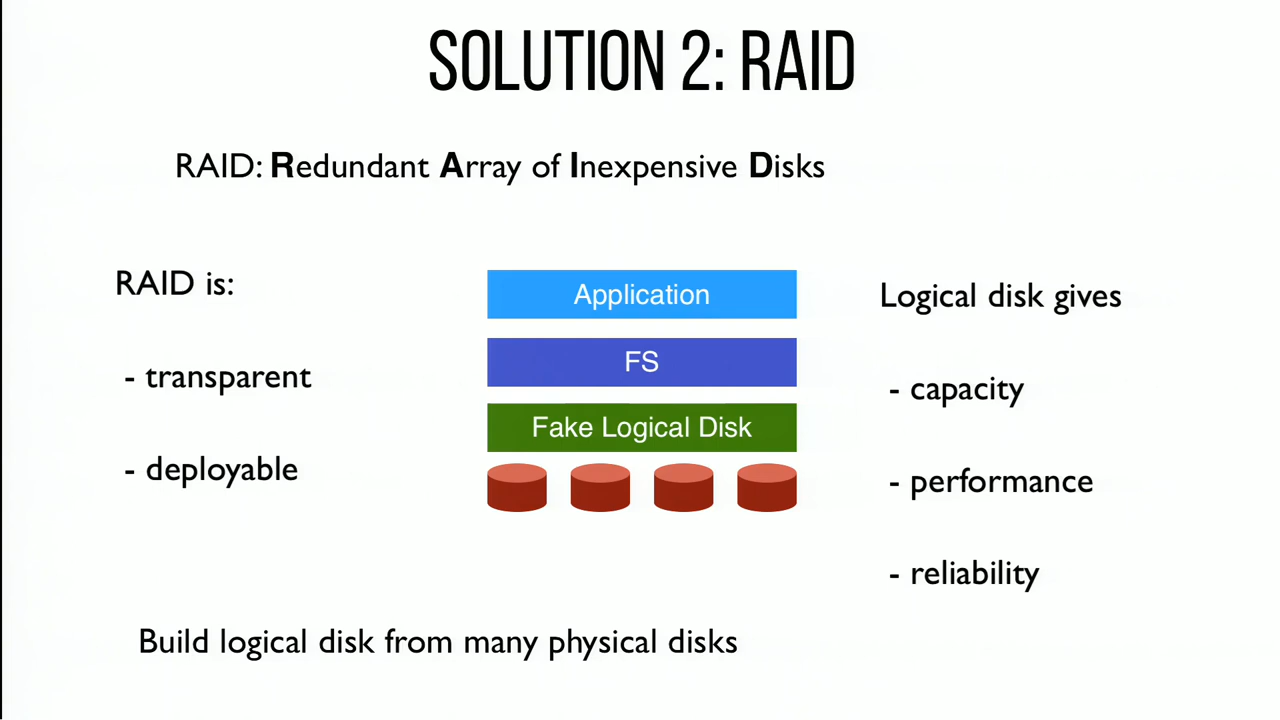 SOLUTION 2: RAID
RAID: Redundant Array of Inexpensive Disks
RAID is:
- transparent
- deployable
Application
FS
Fake Logical Disk
Logical disk gives
- capacity
- performance
- reliability
Build logical disk from many physical disks